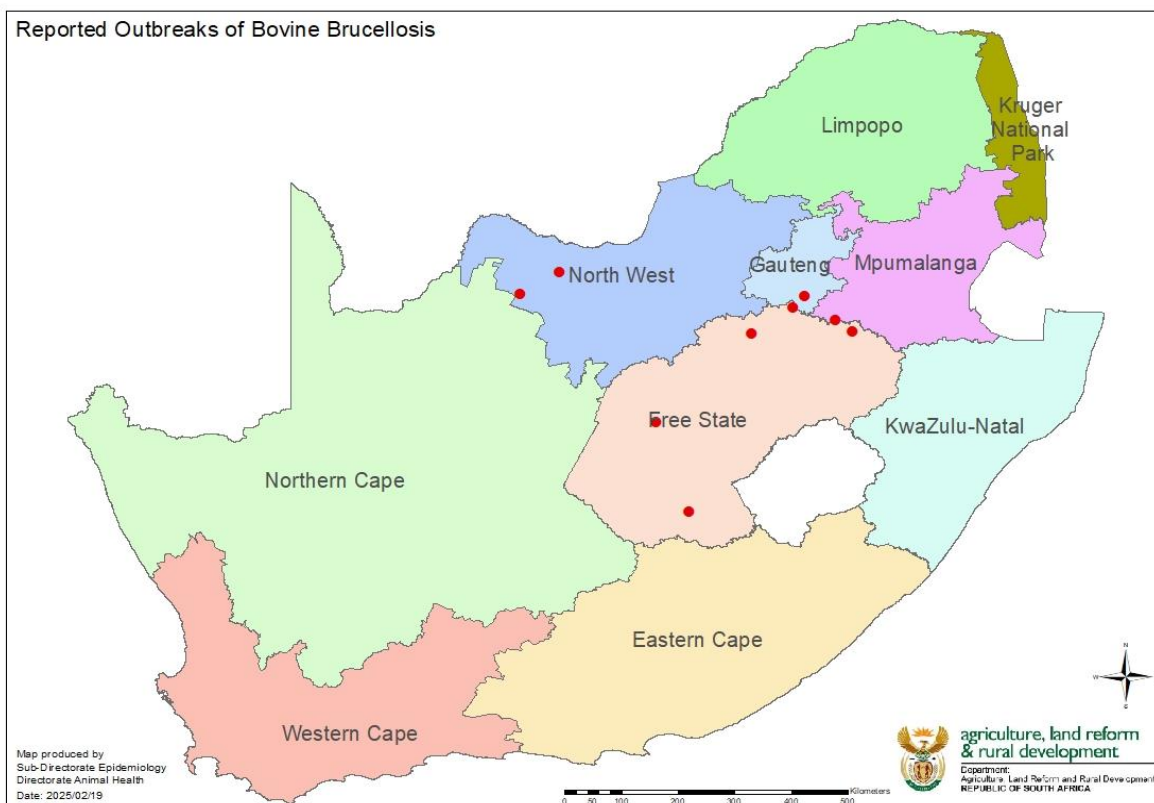 Reported Outbreaks of Bovine Brucellosis
Limpopo
Kruger
National
Park
North West
Gauteng
Mpumalanga
Free State
KwaZulu-Natal
Northern Cape
Eastern Cape
Western Cape
N
W
S
Map produced by
Sub-Directorate Epidemiology
Directorate Animal Health
Date: 2025/02/19
Kilometers
0 50 100 200 300 400 500
agriculture, land reform
& rural development
Department:
Agriculture, Land Reform and Rural Development
REPUBLIC OF SOUTH AFRICA